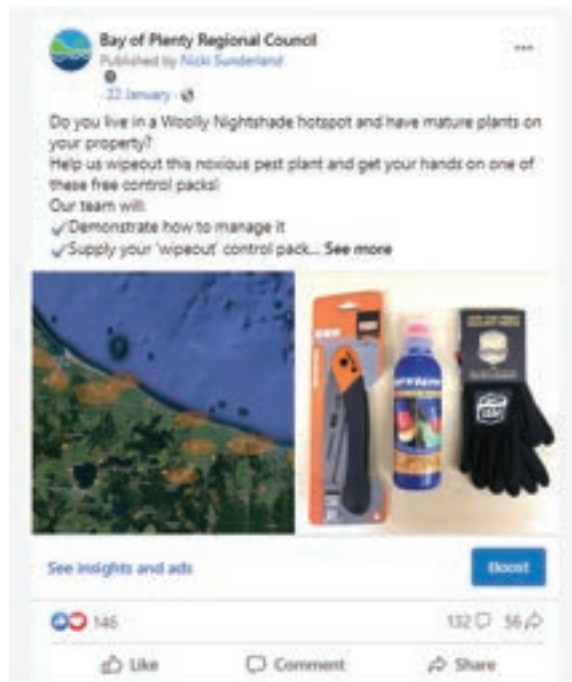 Bay of Plenty Regional Council
Published by Nicki Sunderland
22 January
Do you live in a Woolly Nightshade hotspot and have mature plants on
your property?
Help us wipeout this noxious pest plant and get your hands on one of
these free control packs!
Our team will:
✓Demonstrate how to manage it
✓Supply your 'wipeout' control pack... See more
See insights and ads
Boost
146
132 56
Like Comment Share